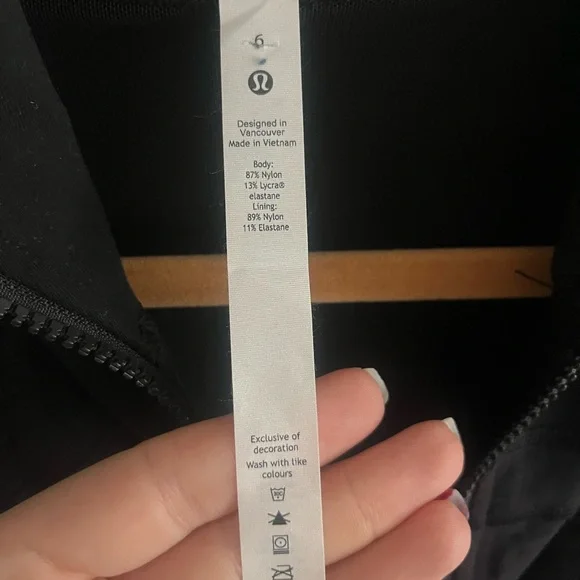 6
Designed in
Vancouver
Made in Vietnam
Body:
87% Nylon
13% Lycra®
elastane
Lining:
89% Nylon
11% Elastane
Exclusive of
decoration
Wash with like
colours